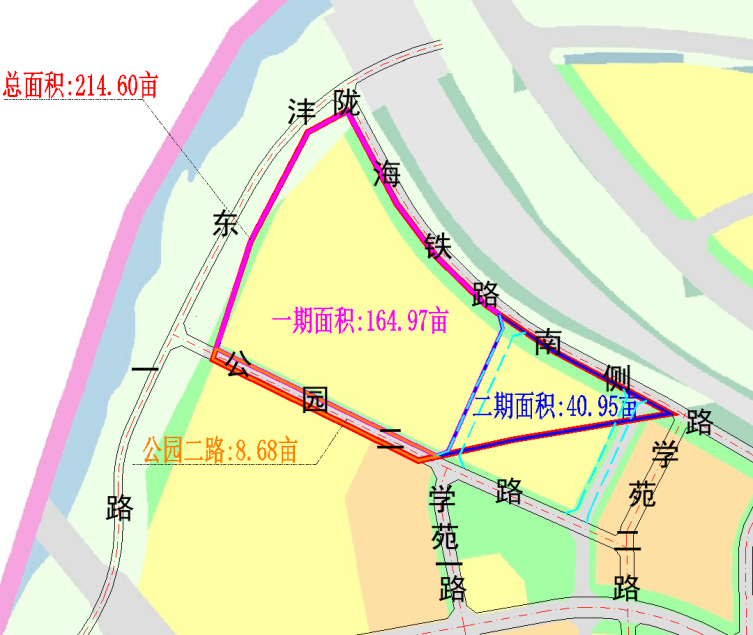 总面积:214.60亩
沣东一路
陇海铁路南侧路
一期面积:164.97亩
二期面积:40.95亩
公园二路
公园二路:8.68亩
学苑一路
学苑二路